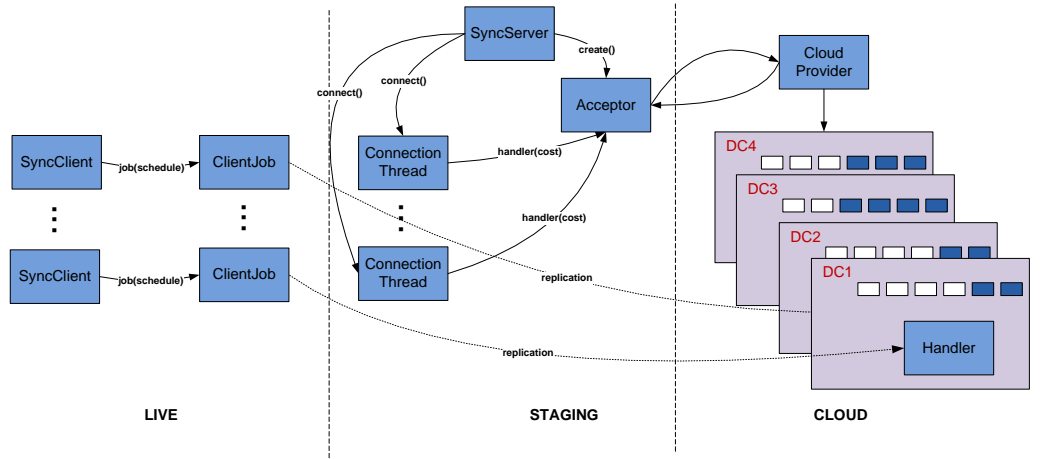 SyncServer
create()
connect()
connect()
Cloud
Provider
Acceptor
SyncClient
job(schedule)
ClientJob
Connection
Thread
handler(cost)
DC4
DC3
handler(cost)
DC2
SyncClient
job(schedule)
ClientJob
Connection
Thread
replication
DC1
replication
Handler
LIVE
STAGING
CLOUD